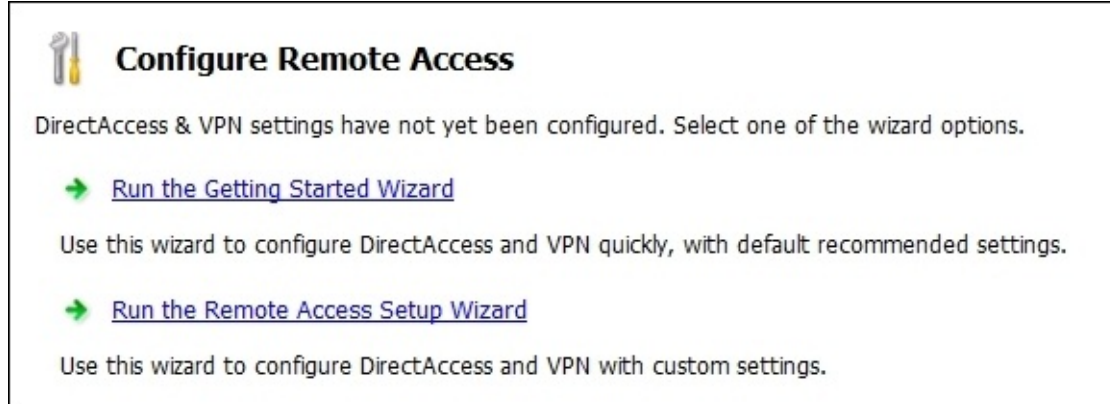 Configure Remote Access
DirectAccess & VPN settings have not yet been configured. Select one of the wizard options.
Run the Getting Started Wizard
Use this wizard to configure DirectAccess and VPN quickly, with default recommended settings.
Run the Remote Access Setup Wizard
Use this wizard to configure DirectAccess and VPN with custom settings.